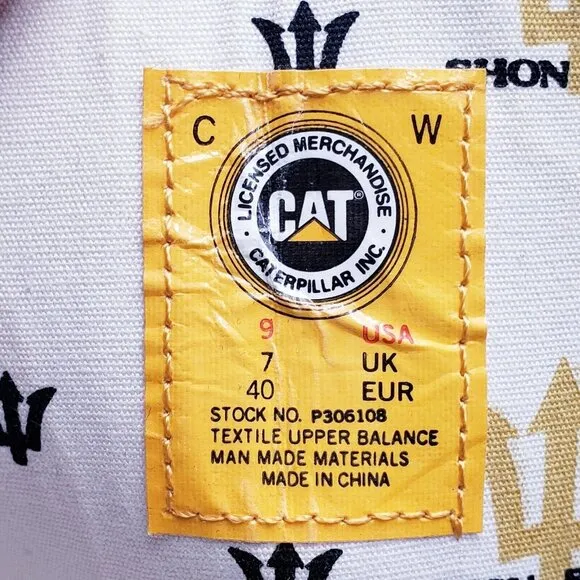 SHON
C W
LICENSED MERCHANDISE
CAT®
CATERPILLAR INC.
9 USA
7 UK
40 EUR
STOCK NO. P306108
TEXTILE UPPER BALANCE
MAN MADE MATERIALS
MADE IN CHINA